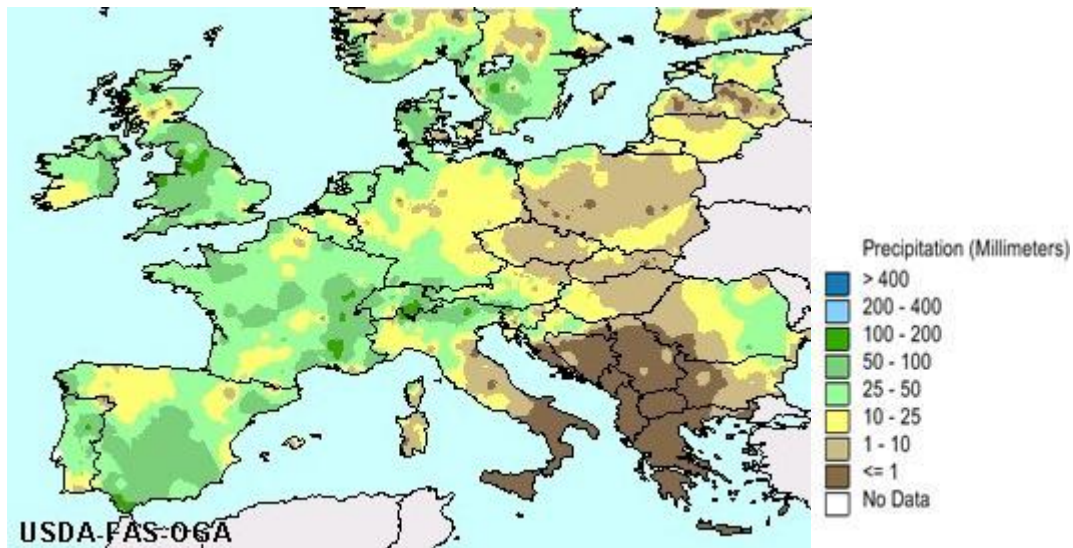 Precipitation (Millimeters)
> 400
200 - 400
100 - 200
50 - 100
25 - 50
10 - 25
1 - 10
<= 1
No Data
USDA-FAS-OGA